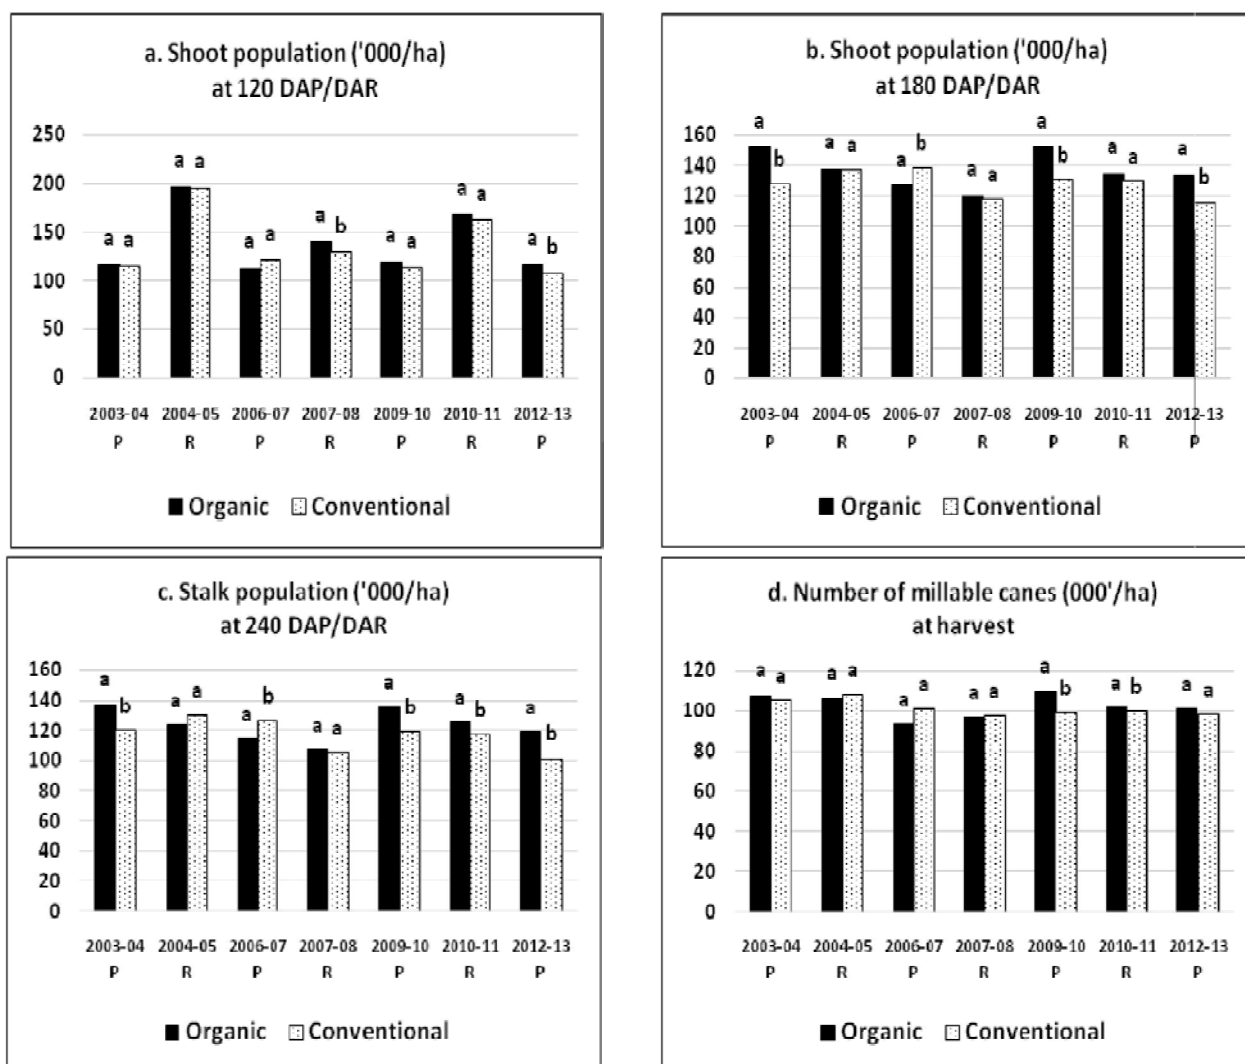 a. Shoot population ('000/ha)
at 120 DAP/DAR
250
200
150
100
50
0
a a
a a
a a
a b
a a
a a
a b
2003-04 2004-05 2006-07 2007-08 2009-10 2010-11 2012-13
P R P R P R P
Organic Conventional
b. Shoot population ('000/ha)
at 180 DAP/DAR
160
140
120
100
80
60
40
20
0
a b
a a
a b
a a
a b
a a
a b
2003-04 2004-05 2006-07 2007-08 2009-10 2010-11 2012-13
P R P R P R P
Organic Conventional
c. Stalk population ('000/ha)
at 240 DAP/DAR
160
140
120
100
80
60
40
20
0
a b
a a
a b
a a
a b
a b
a b
2003-04 2004-05 2006-07 2007-08 2009-10 2010-11 2012-13
P R P R P R P
Organic Conventional
d. Number of millable canes (000'/ha)
at harvest
120
100
80
60
40
20
0
a a
a a
a a
a a
a b
a b
a a
2003-04 2004-05 2006-07 2007-08 2009-10 2010-11 2012-13
P R P R P R P
Organic Conventional